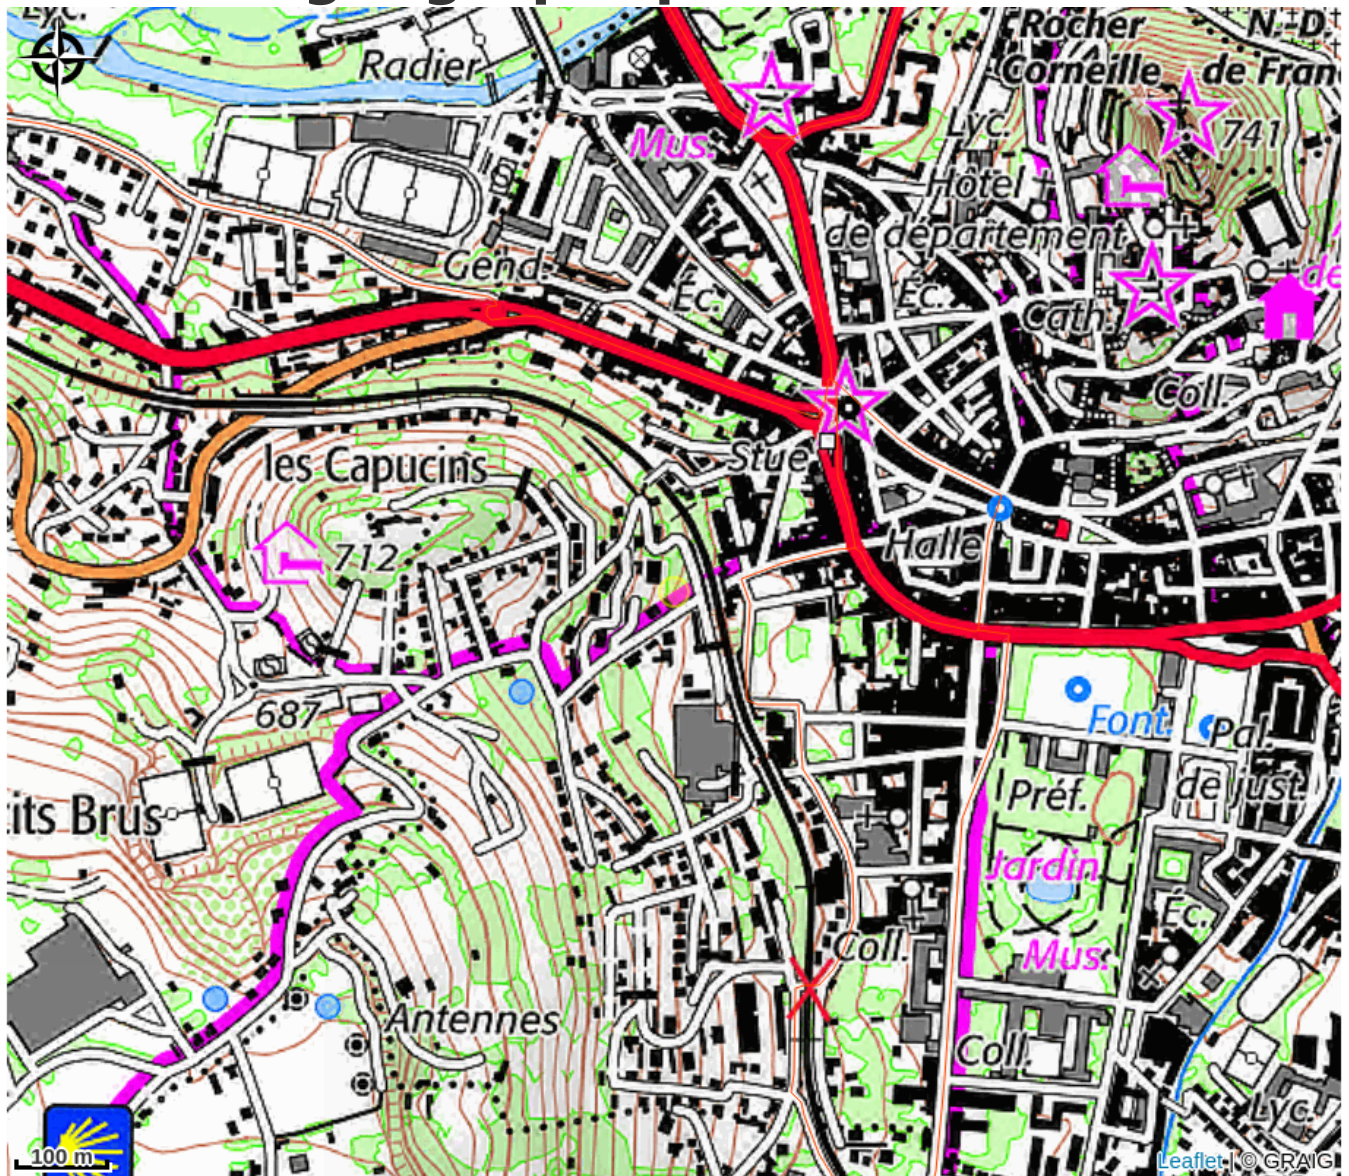 Lyc.
Rocher
Corneille
N.-D.
de Fran
Radier
Mus.
Lyc.
741
Hôtel
de département
Gend.
Éc.
Éc.
Cath.
de
Coll.
les Capucins
Stue
712
Halle
687
Font.
Pal.
de just.
Préf.
its Brus
Jardin
Éc.
Coll.
Mus.
Antennes
Coll.
Lyc.
100 m
Leaflet | © GRAIG